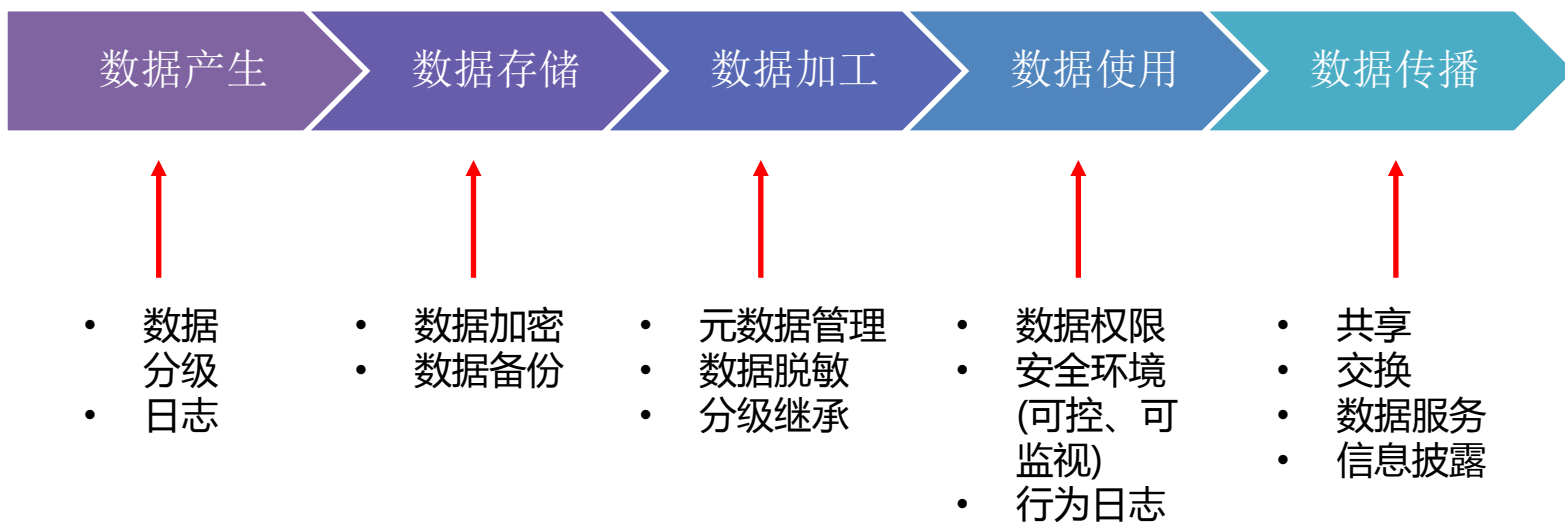 数据产生
数据存储
数据加工
数据使用
数据传播
• 数据
分级
• 日志
• 数据加密
• 数据备份
• 元数据管理
• 数据脱敏
• 分级继承
• 数据权限
• 安全环境
(可控、可
监视)
• 行为日志
• 共享
• 交换
• 数据服务
• 信息披露